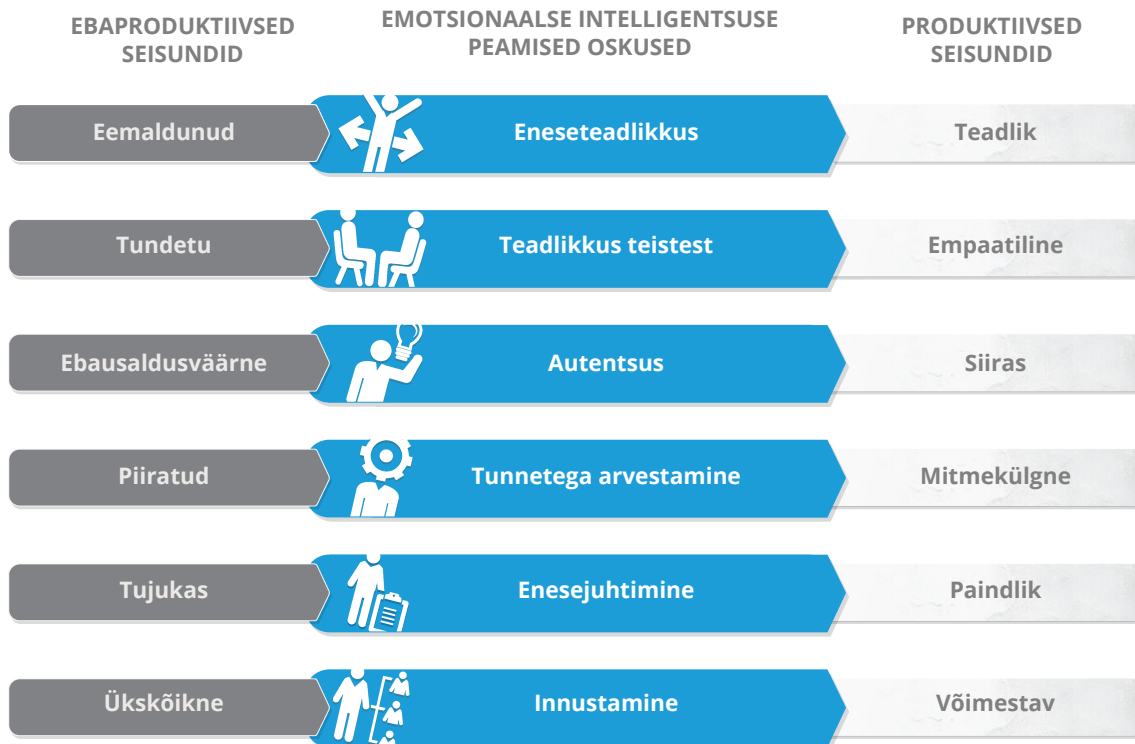 EBAPRODUKTIIVSED
SEISUNDID
EMOTSIONAALSE INTELLIGENTSUSE
PEAMISED OSKUSED
PRODUKTIIVSED
SEISUNDID
Eemaldunud
Eneseteadlikkus
Teadlik
Tundetu
Teadlikkus teistest
Empaatiline
Ebausaldusväärne
Autentsus
Siiras
Piiratud
Tunnetega arvestamine
Mitmekülgne
Tujukas
Enesejuhtimine
Paindlik
Ükskõikne
Innustamine
Võimestav